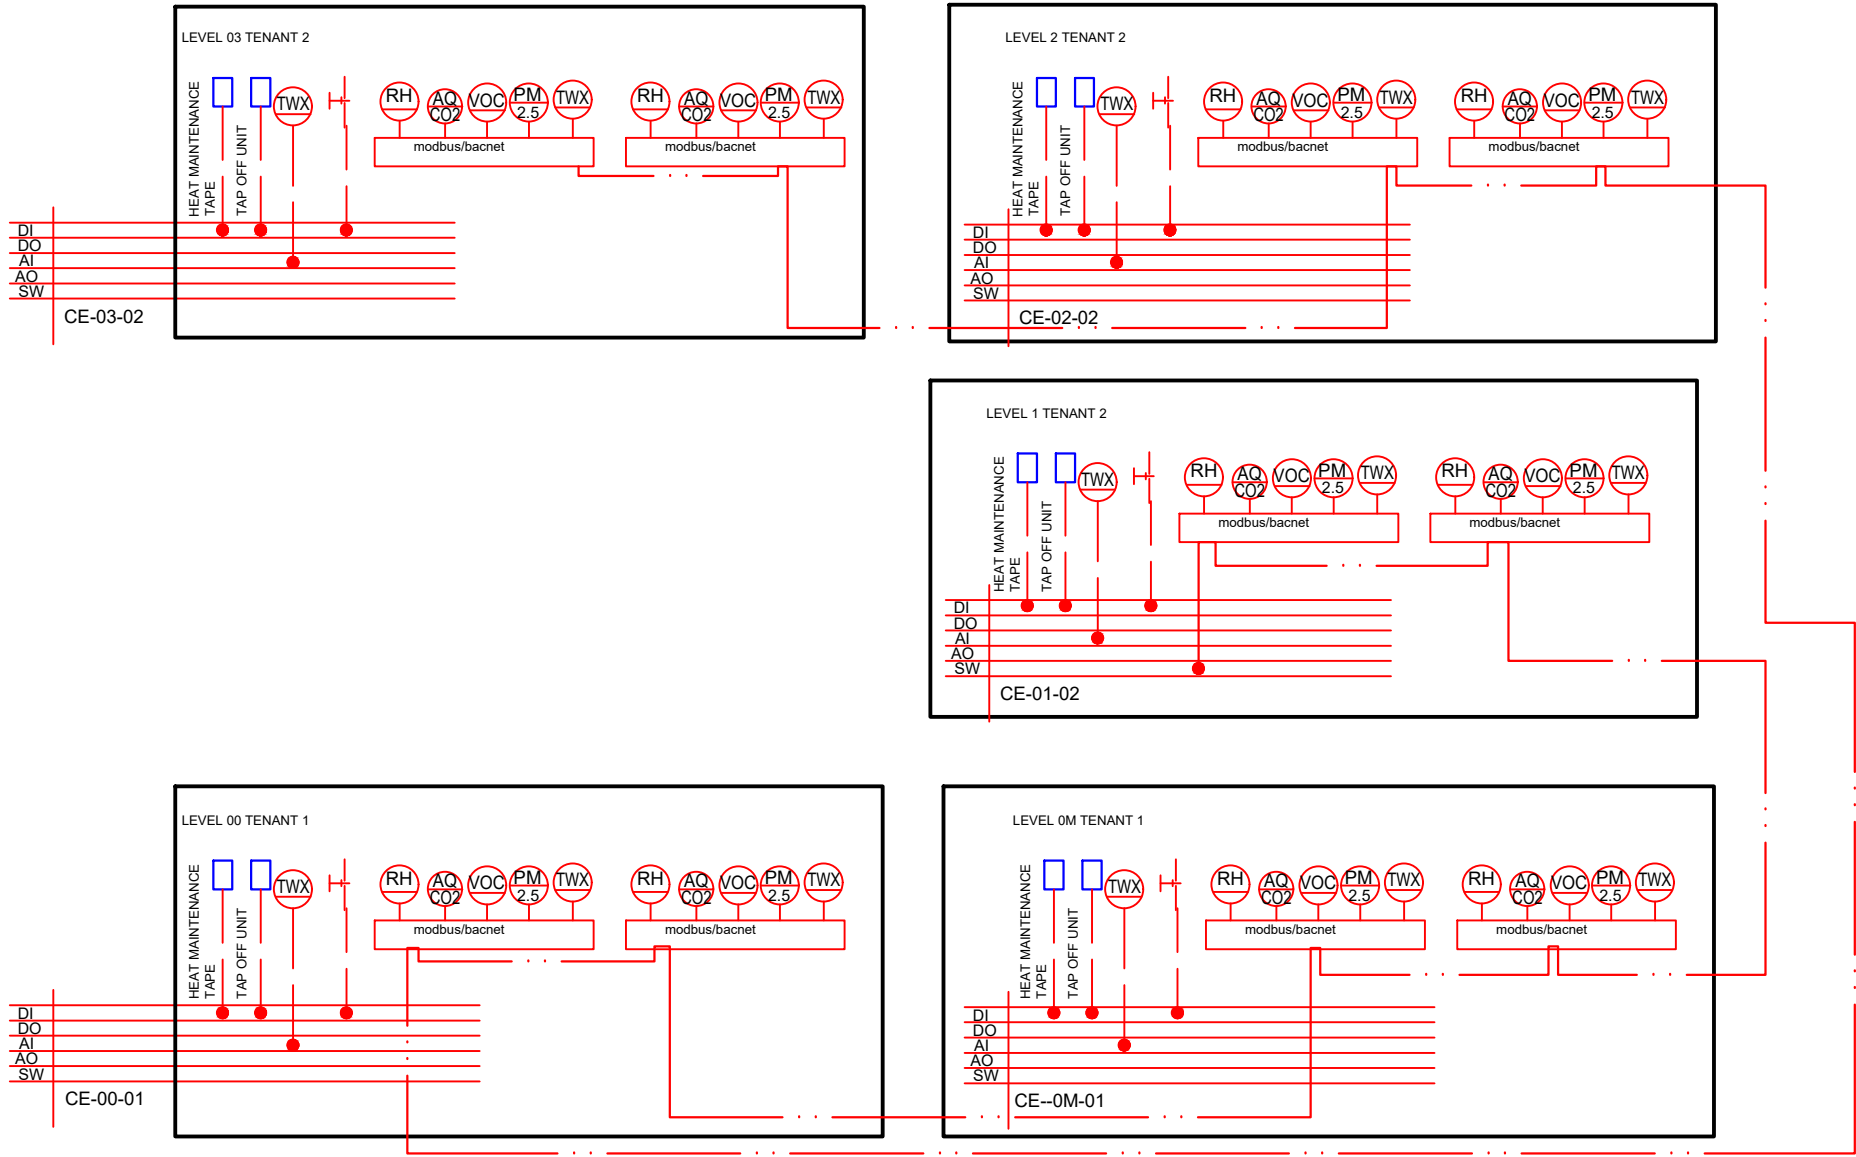 LEVEL 03 TENANT 2
HEAT MAINTENANCE
TAPE
TAP OFF UNIT
TWX
RH
AQ
CO2
VOC
PM
2.5
TWX
modbus/bacnet
RH
AQ
CO2
VOC
PM
2.5
TWX
modbus/bacnet
DI
DO
AI
AO
SW
CE-03-02
LEVEL 2 TENANT 2
HEAT MAINTENANCE
TAPE
TAP OFF UNIT
TWX
RH
AQ
CO2
VOC
PM
2.5
TWX
modbus/bacnet
RH
AQ
CO2
VOC
PM
2.5
TWX
modbus/bacnet
DI
DO
AI
AO
SW
CE-02-02
LEVEL 1 TENANT 2
HEAT MAINTENANCE
TAPE
TAP OFF UNIT
TWX
RH
AQ
CO2
VOC
PM
2.5
TWX
modbus/bacnet
RH
AQ
CO2
VOC
PM
2.5
TWX
modbus/bacnet
DI
DO
AI
AO
SW
CE-01-02
LEVEL 00 TENANT 1
HEAT MAINTENANCE
TAPE
TAP OFF UNIT
TWX
RH
AQ
CO2
VOC
PM
2.5
TWX
modbus/bacnet
RH
AQ
CO2
VOC
PM
2.5
TWX
modbus/bacnet
DI
DO
AI
AO
SW
CE-00-01
LEVEL 0M TENANT 1
HEAT MAINTENANCE
TAPE
TAP OFF UNIT
TWX
RH
AQ
CO2
VOC
PM
2.5
TWX
modbus/bacnet
RH
AQ
CO2
VOC
PM
2.5
TWX
modbus/bacnet
DI
DO
AI
AO
SW
CE--0M-01